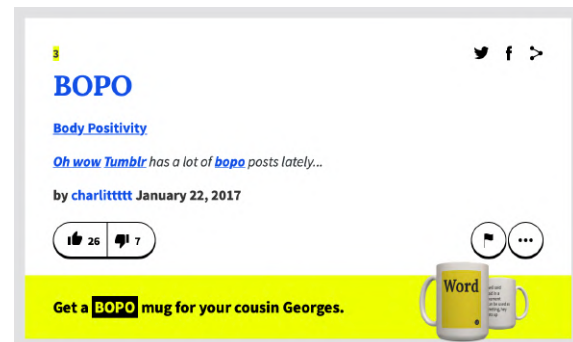 3
BOPO
Body Positivity
Oh wow Tumblr has a lot of bopo posts lately...
by charlittttt January 22, 2017
26 7
Get a BOPO mug for your cousin Georges.
Word